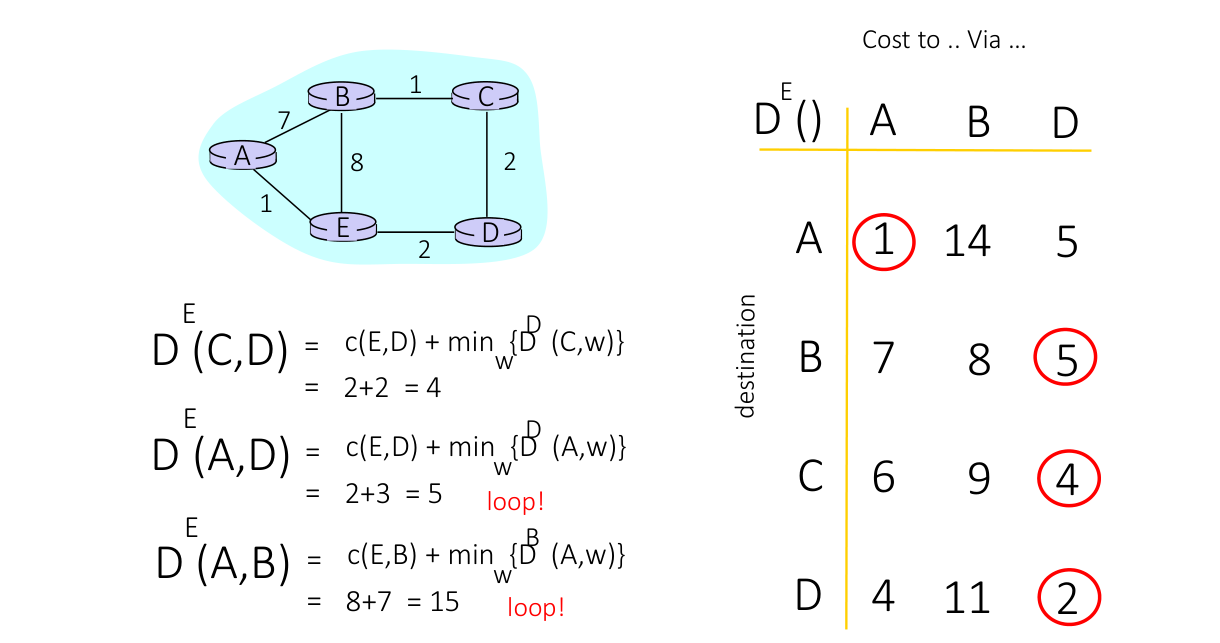 B 1 C
7
A 8 2
1
E 2 D
D^E(C,D) = c(E,D) + min_w{D^D (C,w)}
= 2+2 = 4
D^E(A,D) = c(E,D) + min_w{D^D (A,w)}
= 2+3 = 5 loop!
D^E(A,B) = c(E,B) + min_w{D^B (A,w)}
= 8+7 = 15 loop!
Cost to .. Via ...
D^E() A B D
destination
A 1 14 5
B 7 8 5
C 6 9 4
D 4 11 2